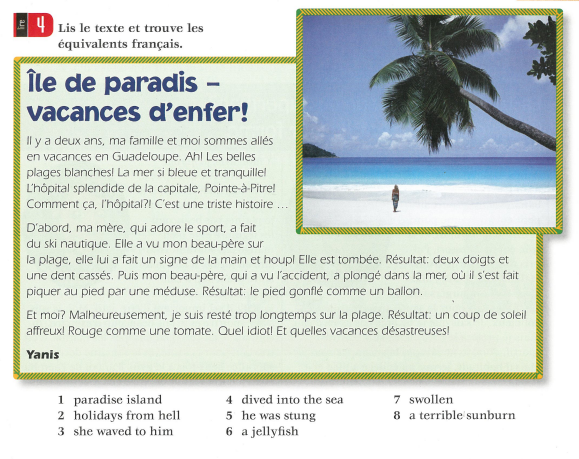 lire
4 Lis le texte et trouve les
équivalents français.
Île de paradis –
vacances d'enfer!
Il y a deux ans, ma famille et moi sommes allés
en vacances en Guadeloupe. Ah! Les belles
plages blanches! La mer si bleue et tranquille!
L'hôpital splendide de la capitale, Pointe-à-Pitre!
Comment ça, l'hôpital?! C'est une triste histoire ...
D'abord, ma mère, qui adore le sport, a fait
du ski nautique. Elle a vu mon beau-père sur
la plage, elle lui a fait un signe de la main et houp! Elle est tombée. Résultat: deux doigts et
une dent cassés. Puis mon beau-père, qui a vu l'accident, a plongé dans la mer, où il s'est fait
piquer au pied par une méduse. Résultat: le pied gonflé comme un ballon.
Et moi? Malheureusement, je suis resté trop longtemps sur la plage. Résultat: un coup de soleil
affreux! Rouge comme une tomate. Quel idiot! Et quelles vacances désastreuses!
Yanis
1 paradise island
2 holidays from hell
3 she waved to him
4 dived into the sea
5 he was stung
6 a jellyfish
7 swollen
8 a terrible sunburn